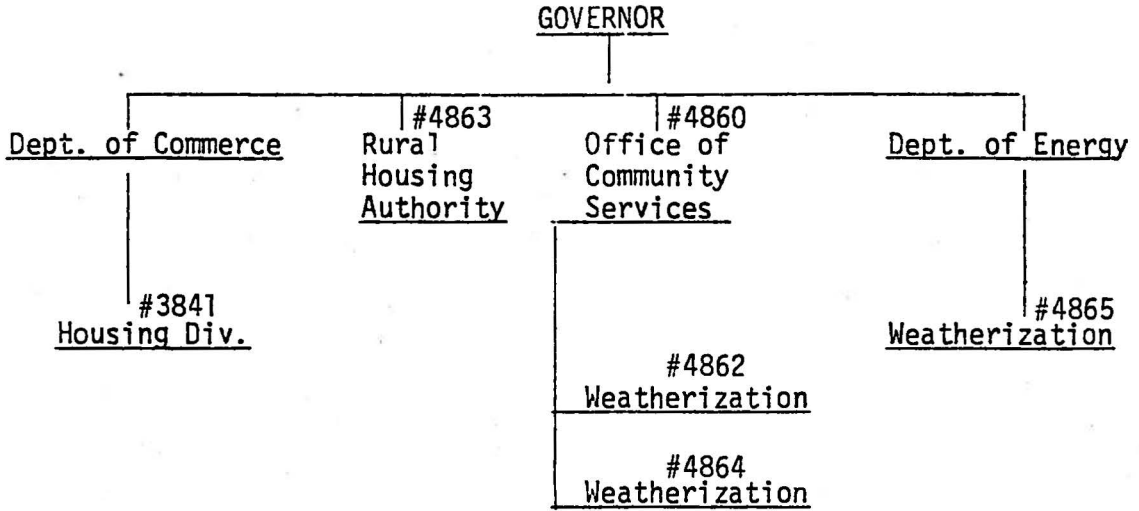 GOVERNOR
#4863 #4860
Dept. of Commerce Rural Office of Dept. of Energy
Housing Community
Authority Services
#3841 #4865
Housing Div. Weatherization
#4862
Weatherization
#4864
Weatherization